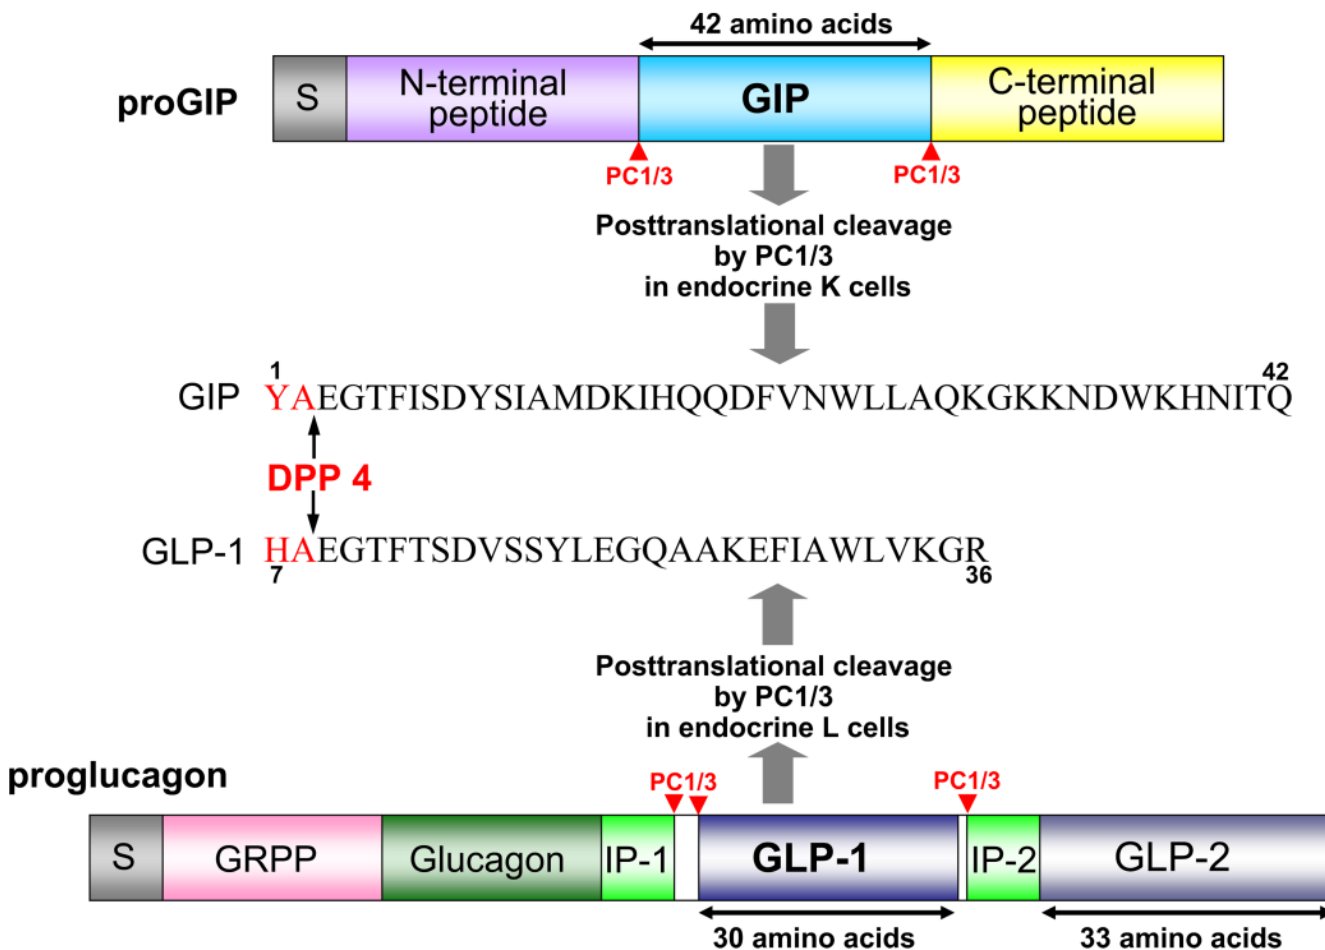 42 amino acids
proGIP
S
N-terminal
peptide
GIP
C-terminal
peptide
PC1/3
PC1/3
Posttranslational cleavage
by PC1/3
in endocrine K cells
1
42
GIP YAEGTFISDYSIAMDKIHQQDFVNWLLAQKGKKNDWKHNITQ
DPP 4
GLP-1 HAEGTFTSDVSSYLEGQAAKEFIAWLVKGR
7
36
Posttranslational cleavage
by PC1/3
in endocrine L cells
proglucagon
PC1/3
PC1/3
S
GRPP
Glucagon
IP-1
GLP-1
IP-2
GLP-2
30 amino acids
33 amino acids